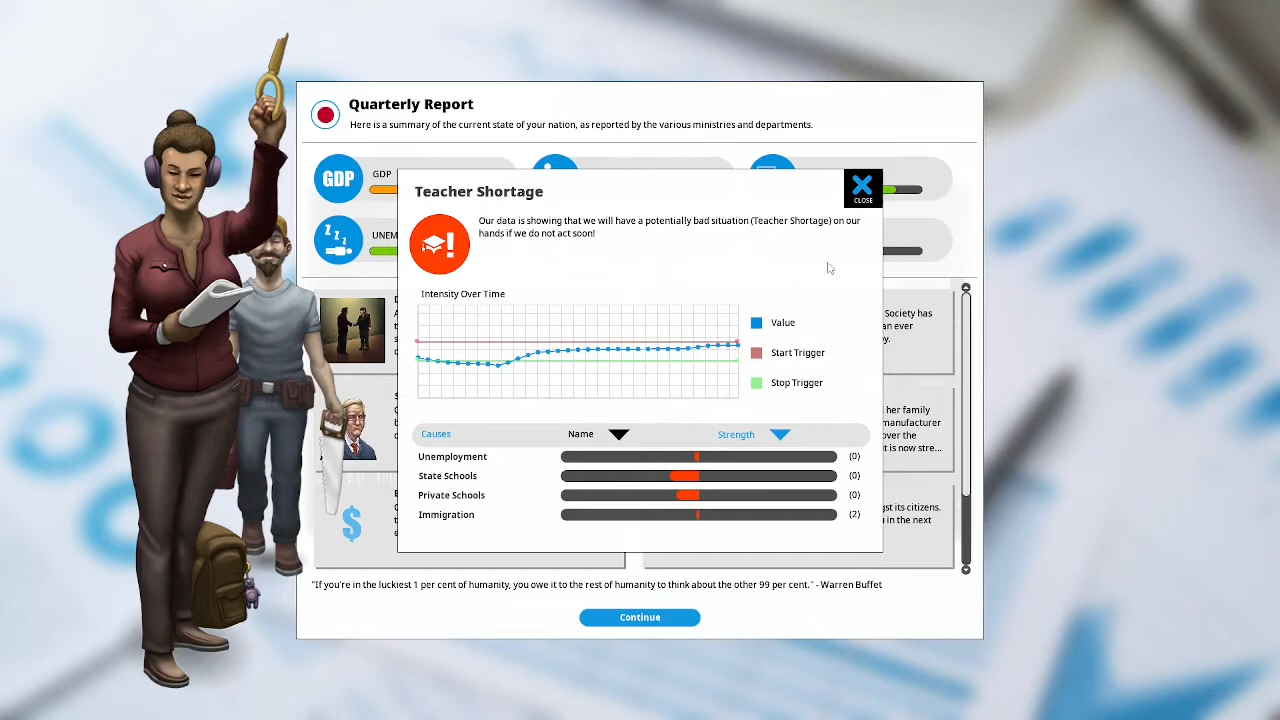 Quarterly Report
Here is a summary of the current state of your nation, as reported by the various ministries and departments.
GDP
GDP
Z Z Z
UNEM
Teacher Shortage
CLOSE
Our data is showing that we will have a potentially bad situation (Teacher Shortage) on our
hands if we do not act soon!
Intensity Over Time
Value
Start Trigger
Stop Trigger
Causes Name Strength
Unemployment (0)
State Schools (0)
Private Schools (0)
Immigration (2)
Society has
an ever
her family
manufacturer
over the
it is now stre...
its citizens.
in the next
$
"If you're in the luckiest 1 per cent of humanity, you owe it to the rest of humanity to think about the other 99 per cent." - Warren Buffet
Continue